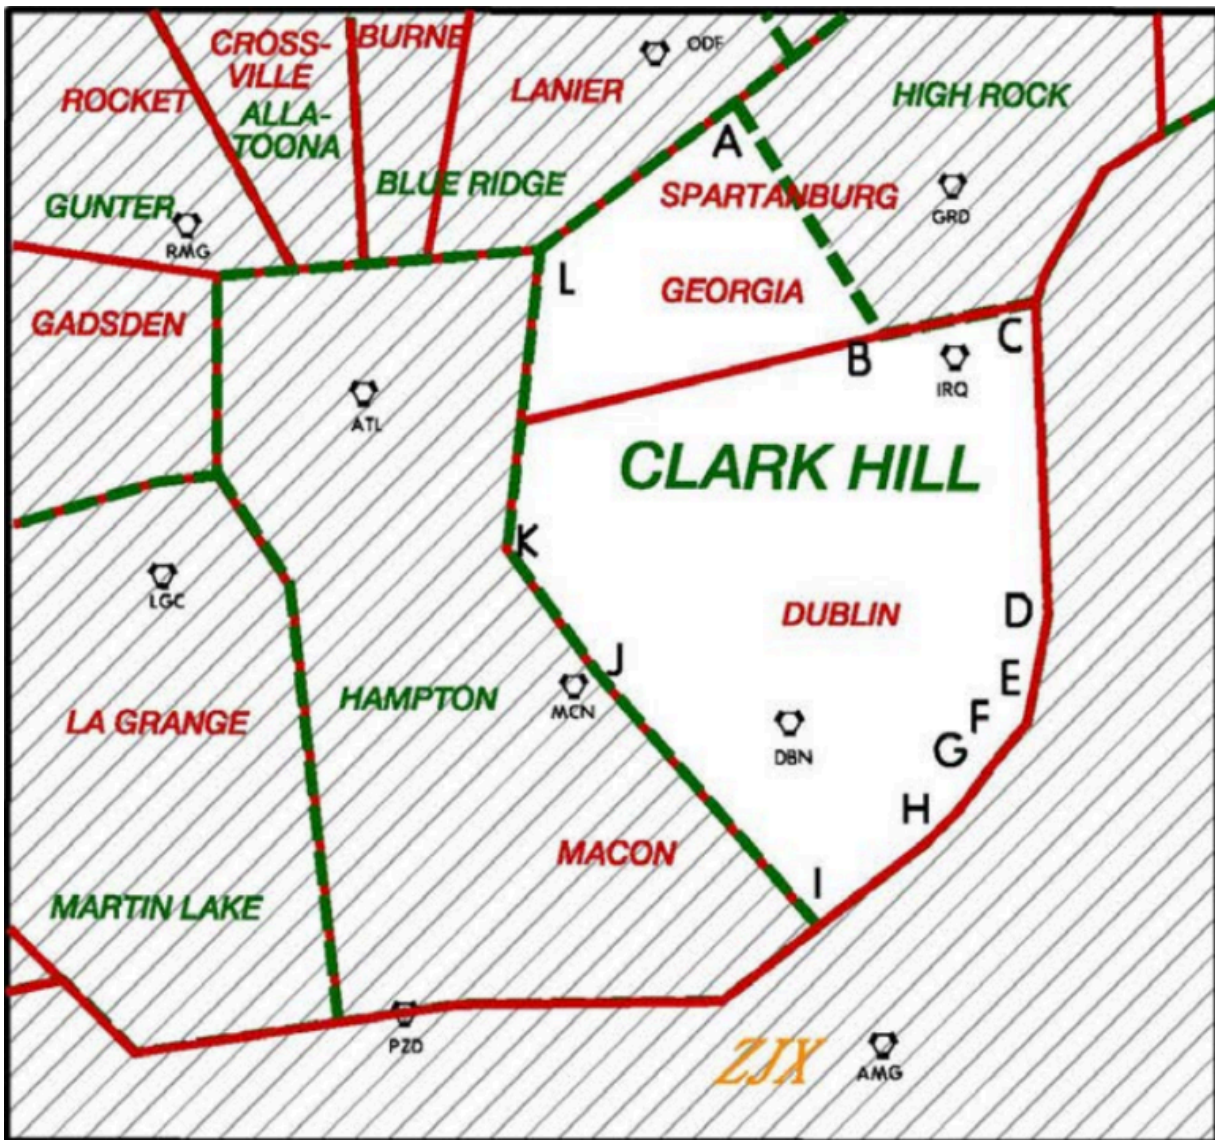 CROSS-
VILLE
BURNE
ODF
ROCKET
LANIER
HIGH ROCK
ALLA-
TOONA
A
BLUE RIDGE
SPARTANBURG
GRD
GUNTER
RMG
L
GEORGIA
GADSDEN
C
B
IRQ
ATL
CLARK HILL
K
LGC
DUBLIN
D
J
E
HAMPTON
MCN
F
LA GRANGE
G
DBN
H
MACON
I
MARTIN LAKE
PZD
ZJX
AMG